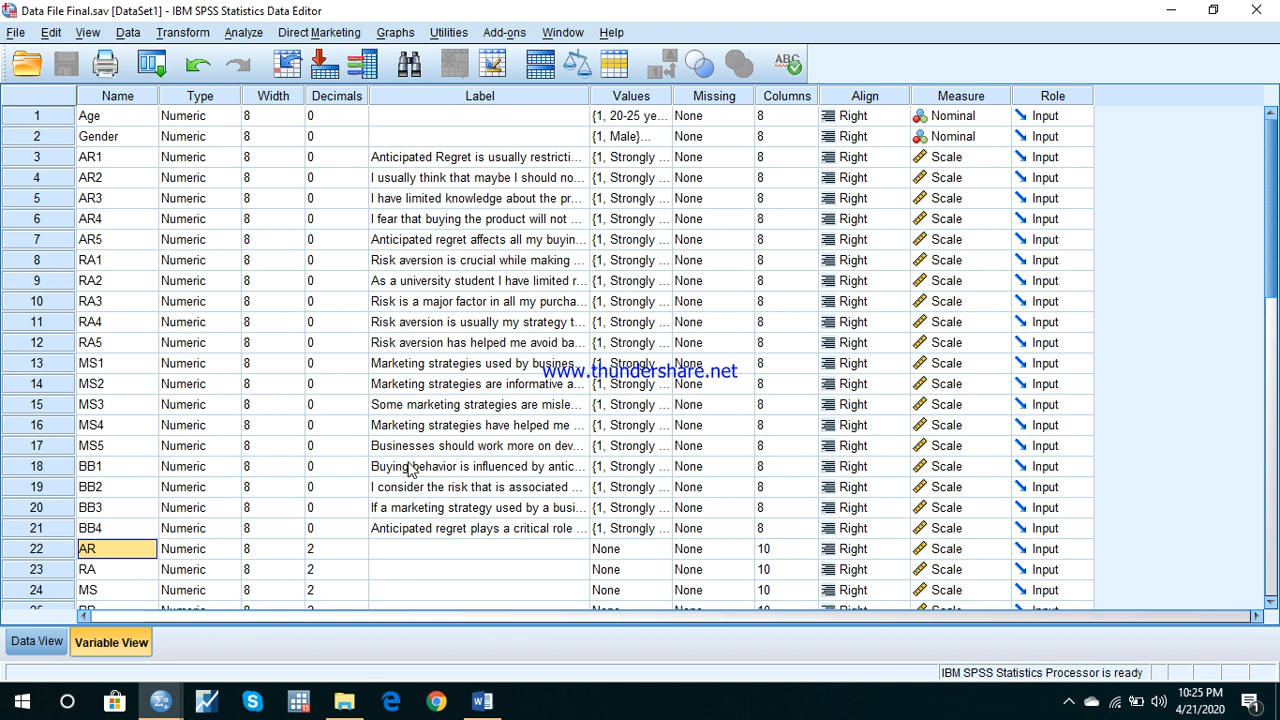 Data File Final.sav [DataSet1] - IBM SPSS Statistics Data Editor
File Edit View Data Transform Analyze Direct Marketing Graphs Utilities Add-ons Window Help
Name Type Width Decimals Label Values Missing Columns Align Measure Role
1 Age Numeric 8 0 {1, 20-25 ye... None 8 Right Nominal Input
2 Gender Numeric 8 0 {1, Male}... None 8 Right Nominal Input
3 AR1 Numeric 8 0 Anticipated Regret is usually restricti... {1, Strongly ... None 8 Right Scale Input
4 AR2 Numeric 8 0 I usually think that maybe I should no... {1, Strongly ... None 8 Right Scale Input
5 AR3 Numeric 8 0 I have limited knowledge about the pr... {1, Strongly ... None 8 Right Scale Input
6 AR4 Numeric 8 0 I fear that buying the product will not ... {1, Strongly ... None 8 Right Scale Input
7 AR5 Numeric 8 0 Anticipated regret affects all my buyin... {1, Strongly ... None 8 Right Scale Input
8 RA1 Numeric 8 0 Risk aversion is crucial while making ... {1, Strongly ... None 8 Right Scale Input
9 RA2 Numeric 8 0 As a university student I have limited r... {1, Strongly ... None 8 Right Scale Input
10 RA3 Numeric 8 0 Risk is a major factor in all my purcha... {1, Strongly ... None 8 Right Scale Input
11 RA4 Numeric 8 0 Risk aversion is usually my strategy t... {1, Strongly ... None 8 Right Scale Input
12 RA5 Numeric 8 0 Risk aversion has helped me avoid ba... {1, Strongly ... None 8 Right Scale Input
13 MS1 Numeric 8 0 Marketing strategies used by busines... {1, Strongly ... None 8 Right Scale Input
www.thundershare.net
14 MS2 Numeric 8 0 Marketing strategies are informative a... {1, Strongly ... None 8 Right Scale Input
15 MS3 Numeric 8 0 Some marketing strategies are misle... {1, Strongly ... None 8 Right Scale Input
16 MS4 Numeric 8 0 Marketing strategies have helped me ... {1, Strongly ... None 8 Right Scale Input
17 MS5 Numeric 8 0 Businesses should work more on dev... {1, Strongly ... None 8 Right Scale Input
18 BB1 Numeric 8 0 Buying behavior is influenced by antic... {1, Strongly ... None 8 Right Scale Input
19 BB2 Numeric 8 0 I consider the risk that is associated ... {1, Strongly ... None 8 Right Scale Input
20 BB3 Numeric 8 0 If a marketing strategy used by a busi... {1, Strongly ... None 8 Right Scale Input
21 BB4 Numeric 8 0 Anticipated regret plays a critical role ... {1, Strongly ... None 8 Right Scale Input
22 AR Numeric 8 2 None None 10 Right Scale Input
23 RA Numeric 8 2 None None 10 Right Scale Input
24 MS Numeric 8 2 None None 10 Right Scale Input
Data View Variable View
IBM SPSS Statistics Processor is ready
10:25 PM
4/21/2020